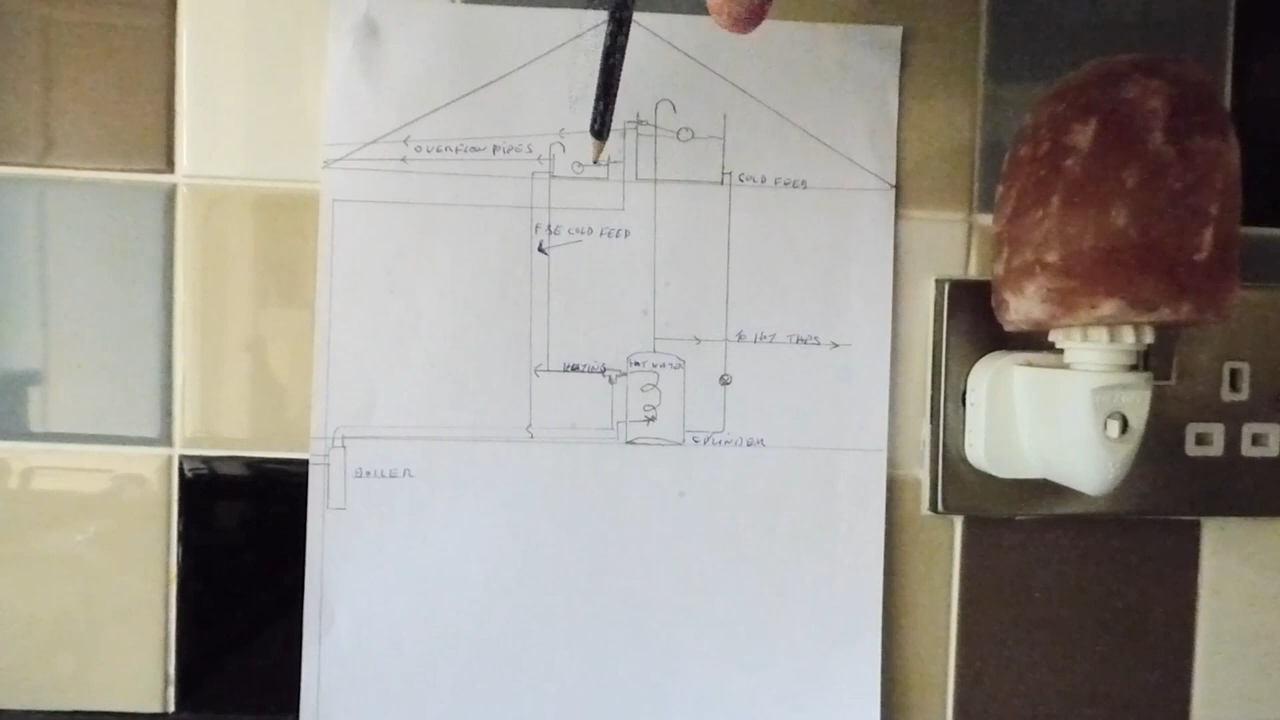 OVERFLOW PIPES
COLD FEED
F&E COLD FEED
TO HOT TAPS
HEATING
HOT WATER
CYLINDER
BOILER